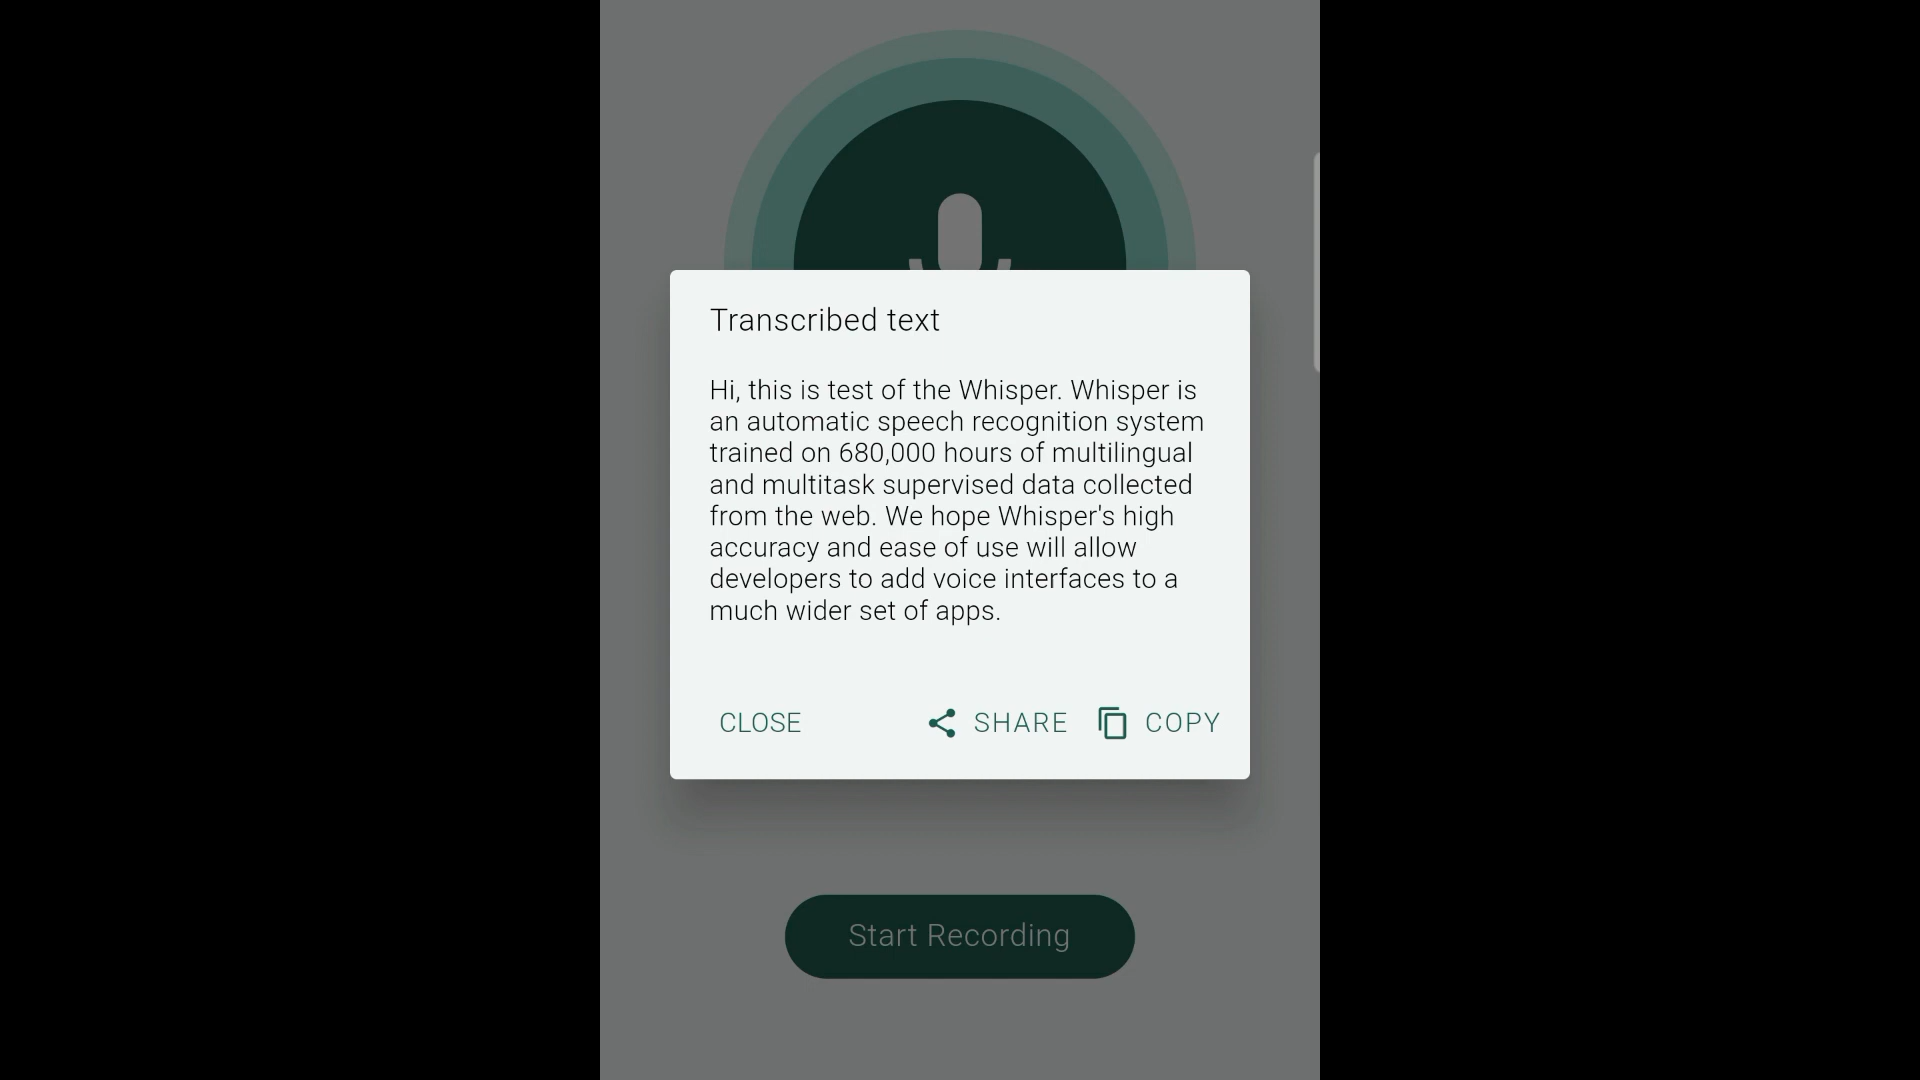 Transcribed text
Hi, this is test of the Whisper. Whisper is
an automatic speech recognition system
trained on 680,000 hours of multilingual
and multitask supervised data collected
from the web. We hope Whisper's high
accuracy and ease of use will allow
developers to add voice interfaces to a
much wider set of apps.
CLOSE SHARE COPY
Start Recording